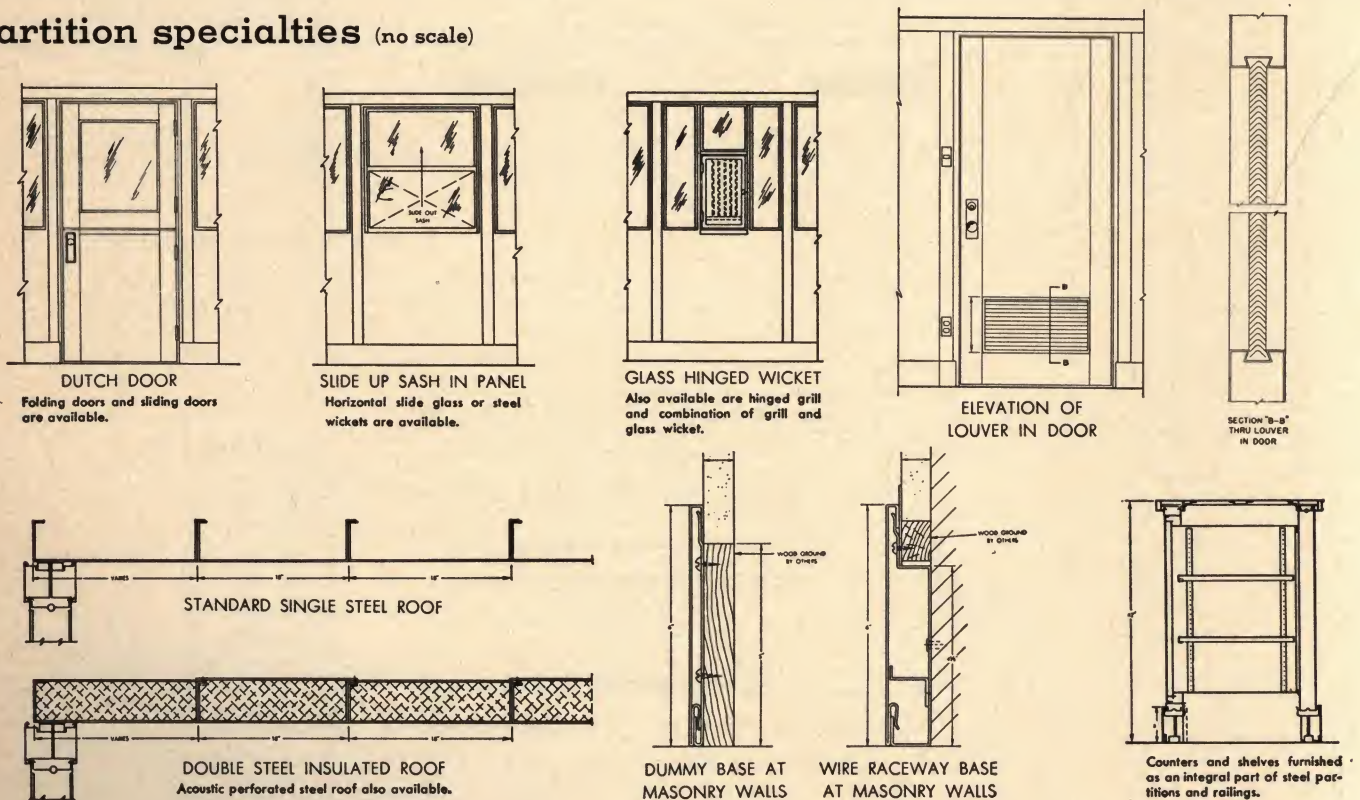 artition specialties (no scale)
DUTCH DOOR
Folding doors and sliding doors
are available.
SLIDE OUT
SASH
SLIDE UP SASH IN PANEL
Horizontal slide glass or steel
wickets are available.
GLASS HINGED WICKET
Also available are hinged grill
and combination of grill and
glass wicket.
B
B
ELEVATION OF
LOUVER IN DOOR
SECTION "B-B"
THRU LOUVER
IN DOOR
VARIES
STANDARD SINGLE STEEL ROOF
VARIES
DOUBLE STEEL INSULATED ROOF
Acoustic perforated steel roof also available.
WOOD GROUND
BY OTHERS
DUMMY BASE AT
MASONRY WALLS
WOOD GROUND
BY OTHERS
WIRE RACEWAY BASE
AT MASONRY WALLS
Counters and shelves furnished
as an integral part of steel par-
titions and railings.